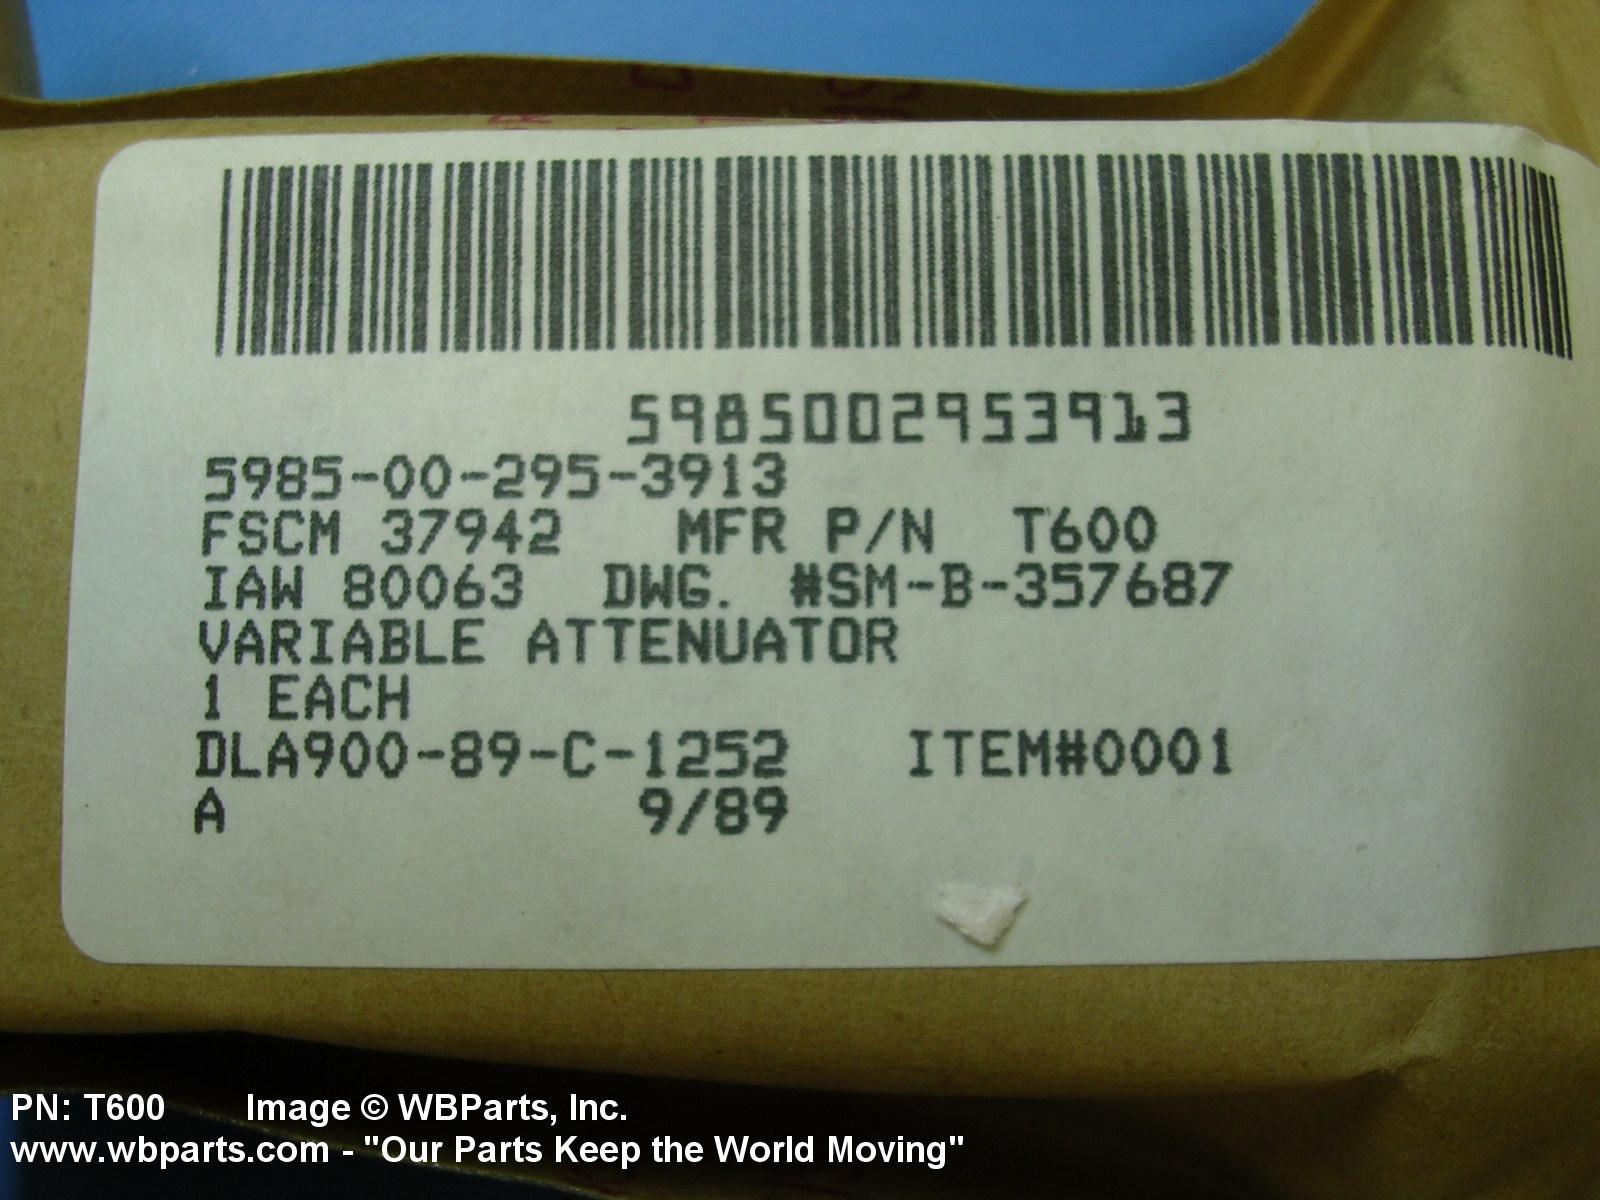 5985002953913
5985-00-295-3913
FSCM 37942 MFR P/N T600
IAW 80063 DWG. #SM-B-357687
VARIABLE ATTENUATOR
1 EACH
DLA900-89-C-1252 ITEM#0001
A 9/89
PN: T600 Image © WBParts, Inc.
www.wbparts.com - "Our Parts Keep the World Moving"